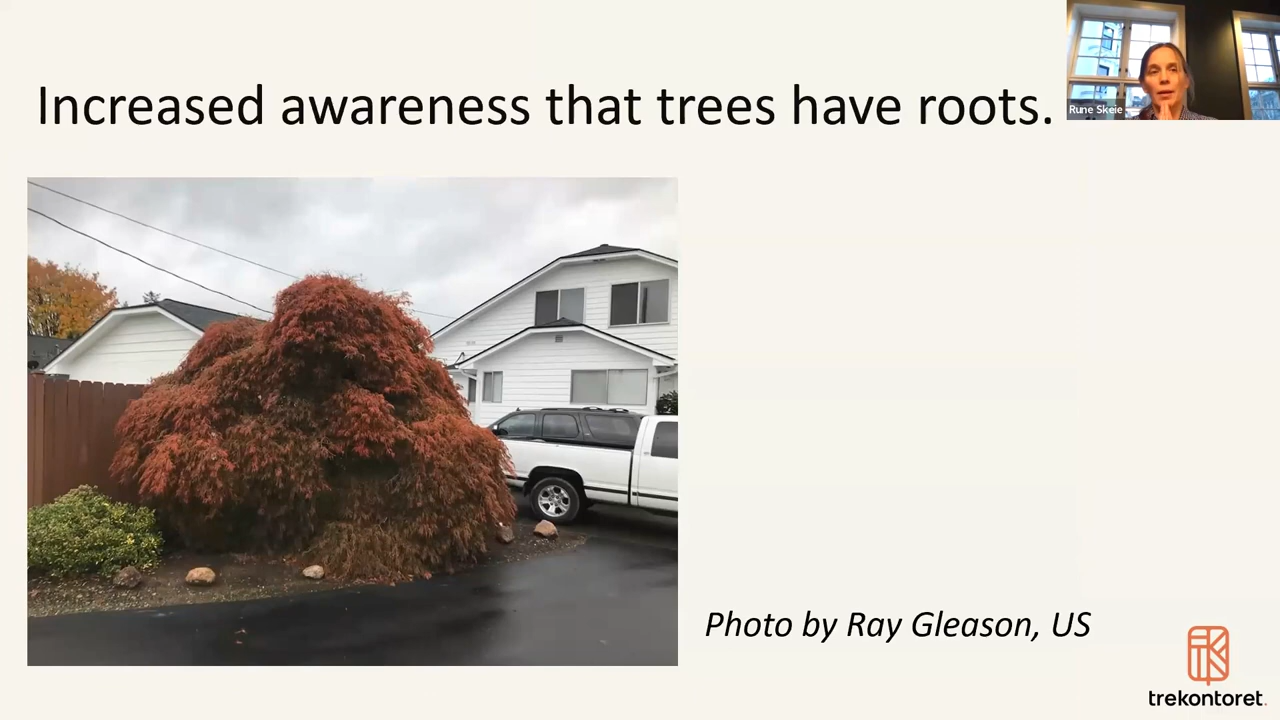 Increased awareness that trees have roots.
Rune Skeie
Photo by Ray Gleason, US
trekontoret.